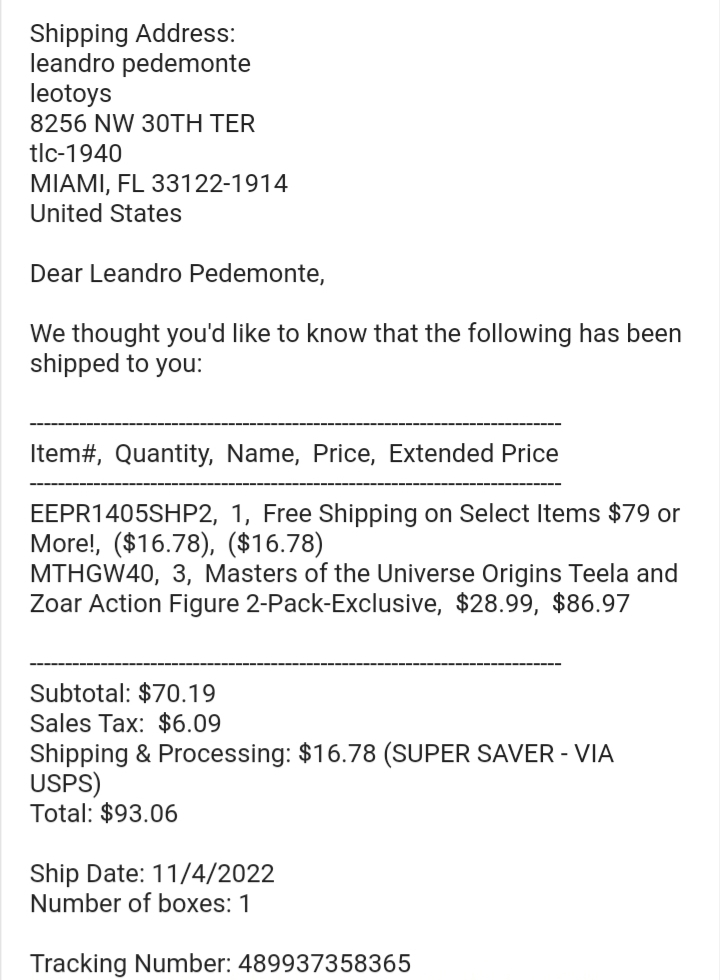 Shipping Address:
leandro pedemonte
leotoys
8256 NW 30TH TER
tlc-1940
MIAMI, FL 33122-1914
United States
Dear Leandro Pedemonte,
We thought you'd like to know that the following has been
shipped to you:
----------------------------------------------------------------------------
Item#,  Quantity,  Name,  Price,  Extended Price
----------------------------------------------------------------------------
EEPR1405SHP2,  1,  Free Shipping on Select Items $79 or
More!,  ($16.78),  ($16.78)
MTHGW40,  3,  Masters of the Universe Origins Teela and
Zoar Action Figure 2-Pack-Exclusive,  $28.99,  $86.97
----------------------------------------------------------------------------
Subtotal: $70.19
Sales Tax:  $6.09
Shipping & Processing: $16.78 (SUPER SAVER - VIA
USPS)
Total: $93.06
Ship Date: 11/4/2022
Number of boxes: 1
Tracking Number: 489937358365